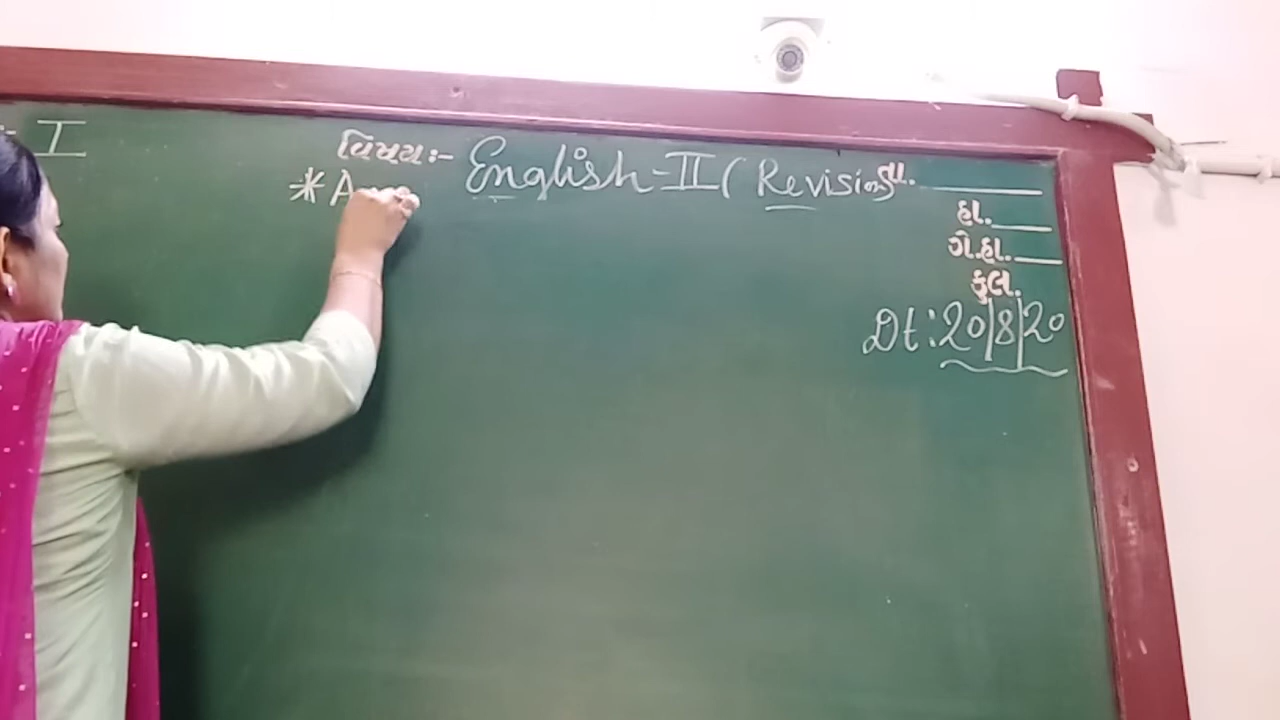 I
વિષય:- English-II ( Revision
તા.
* A
હા.
ગે.હા.
કુલ.
Dt:20/8/20